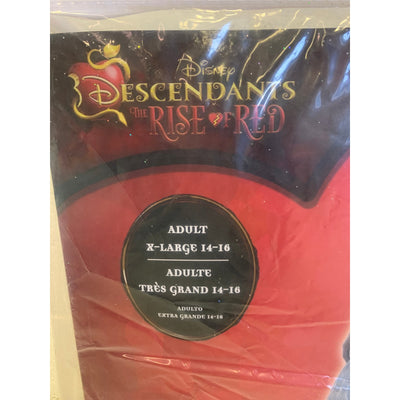 Disney
DESCENDANTS
THE RISE OF RED
ADULT
X-LARGE 14-16
ADULTE
TRÈS GRAND 14-16
ADULTO
EXTRA GRANDE 14-16